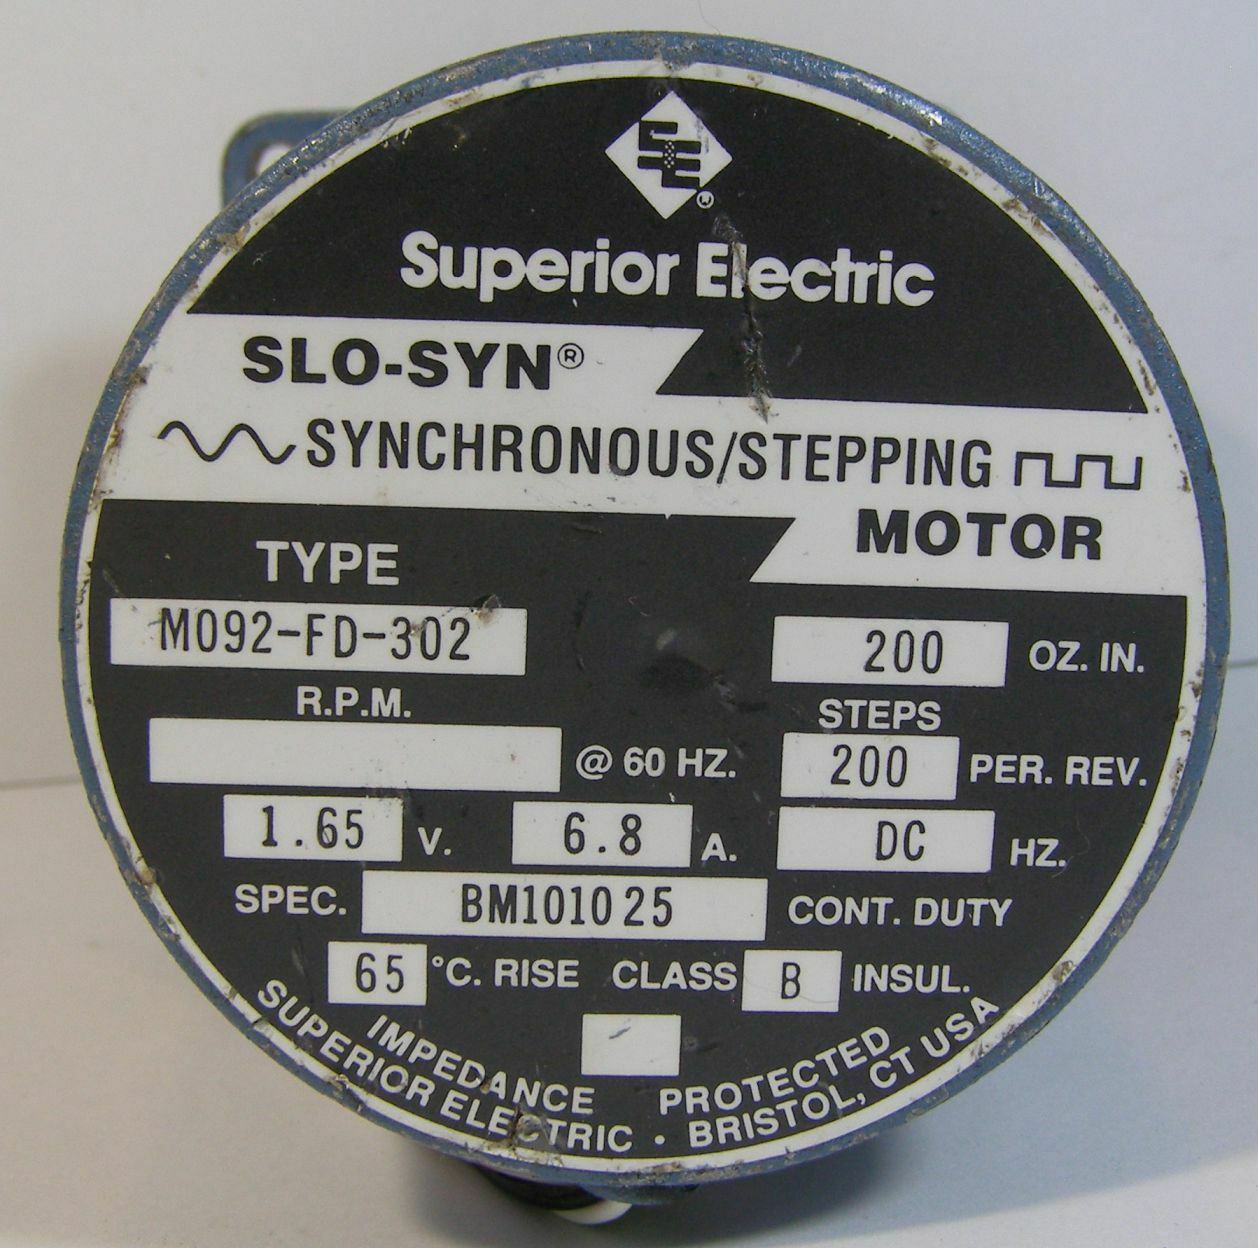 SE®
Superior Electric
SLO-SYN®
SYNCHRONOUS/STEPPING
MOTOR
TYPE
M092-FD-302
200 OZ. IN.
R.P.M.
@ 60 HZ.
STEPS
200 PER. REV.
1.65 V. 6.8 A. DC HZ.
SPEC. BM101025 CONT. DUTY
65 °C. RISE CLASS B INSUL.
IMPEDANCE PROTECTED
SUPERIOR ELECTRIC · BRISTOL, CT USA